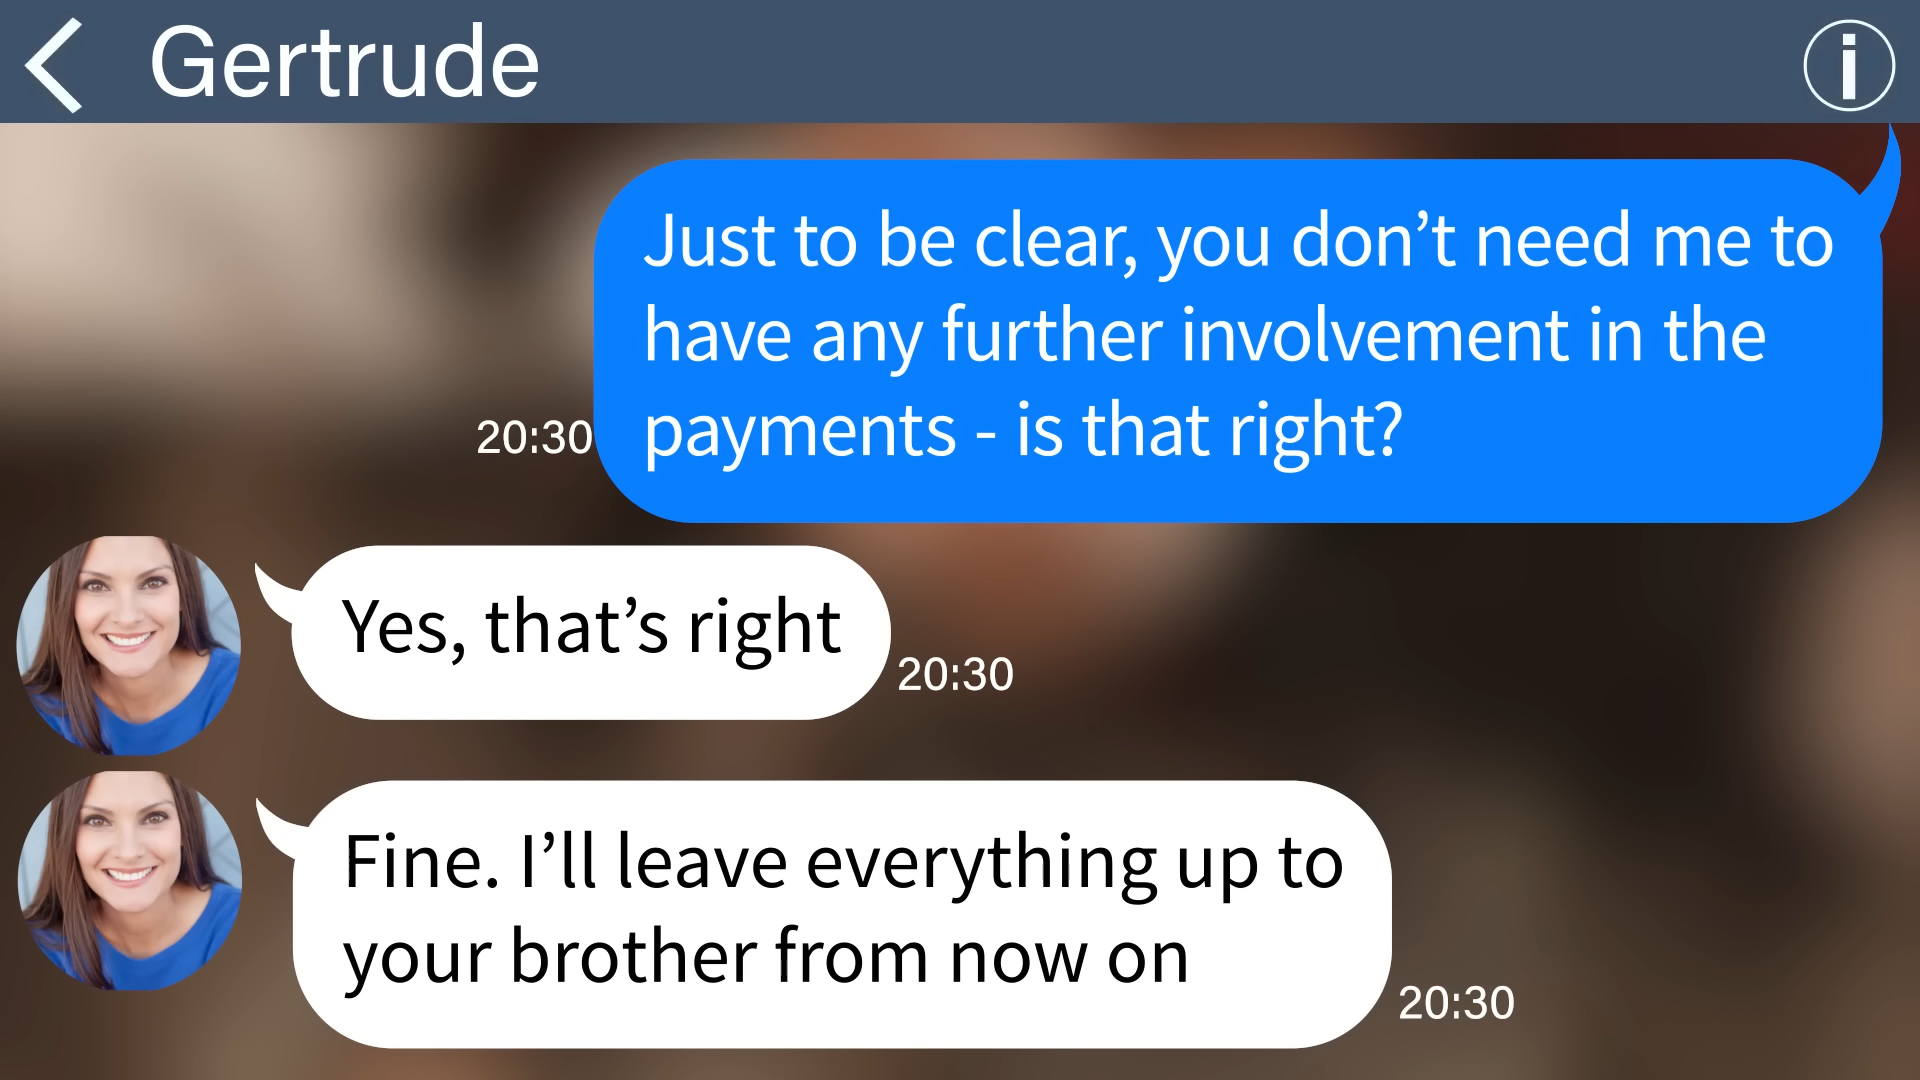 Gertrude
Just to be clear, you don’t need me to
have any further involvement in the
payments - is that right?
20:30
Yes, that’s right
20:30
Fine. I’ll leave everything up to
your brother from now on
20:30